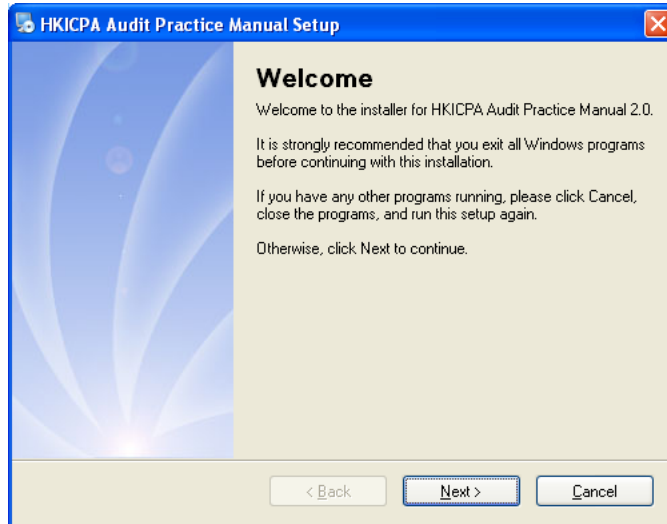 HKICPA Audit Practice Manual Setup
Welcome
Welcome to the installer for HKICPA Audit Practice Manual 2.0.
It is strongly recommended that you exit all Windows programs
before continuing with this installation.
If you have any other programs running, please click Cancel,
close the programs, and run this setup again.
Otherwise, click Next to continue.
< Back Next > Cancel